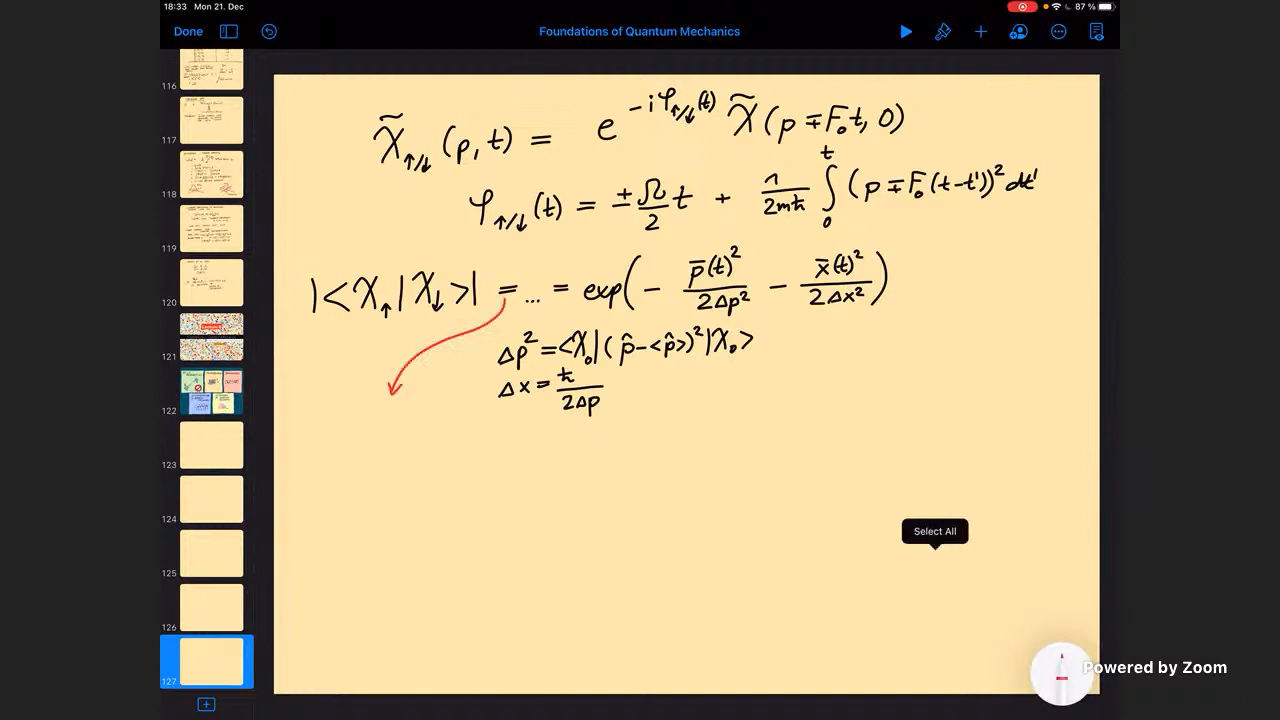 18:33 Mon 21. Dec
87 %
Done
Foundations of Quantum Mechanics
116
117
118
119
120
121
122
123
124
125
126
127
χ̃↑/↓ (p, t) = e^{-iφ↑/↓(t)} χ̃(p ∓ F₀t, 0)
φ↑/↓(t) = ±Ω/2 t + 1/2mħ ∫₀ᵗ (p ∓ F₀(t-t'))² dt'
|<χ↑|χ↓>| = ... = exp(- p̄(t)²/2Δp² - x̄(t)²/2Δx²)
Δp² = <χ₀|(p̂-<p̂>)²|χ₀>
Δx = ħ/2Δp
Select All
Powered by Zoom